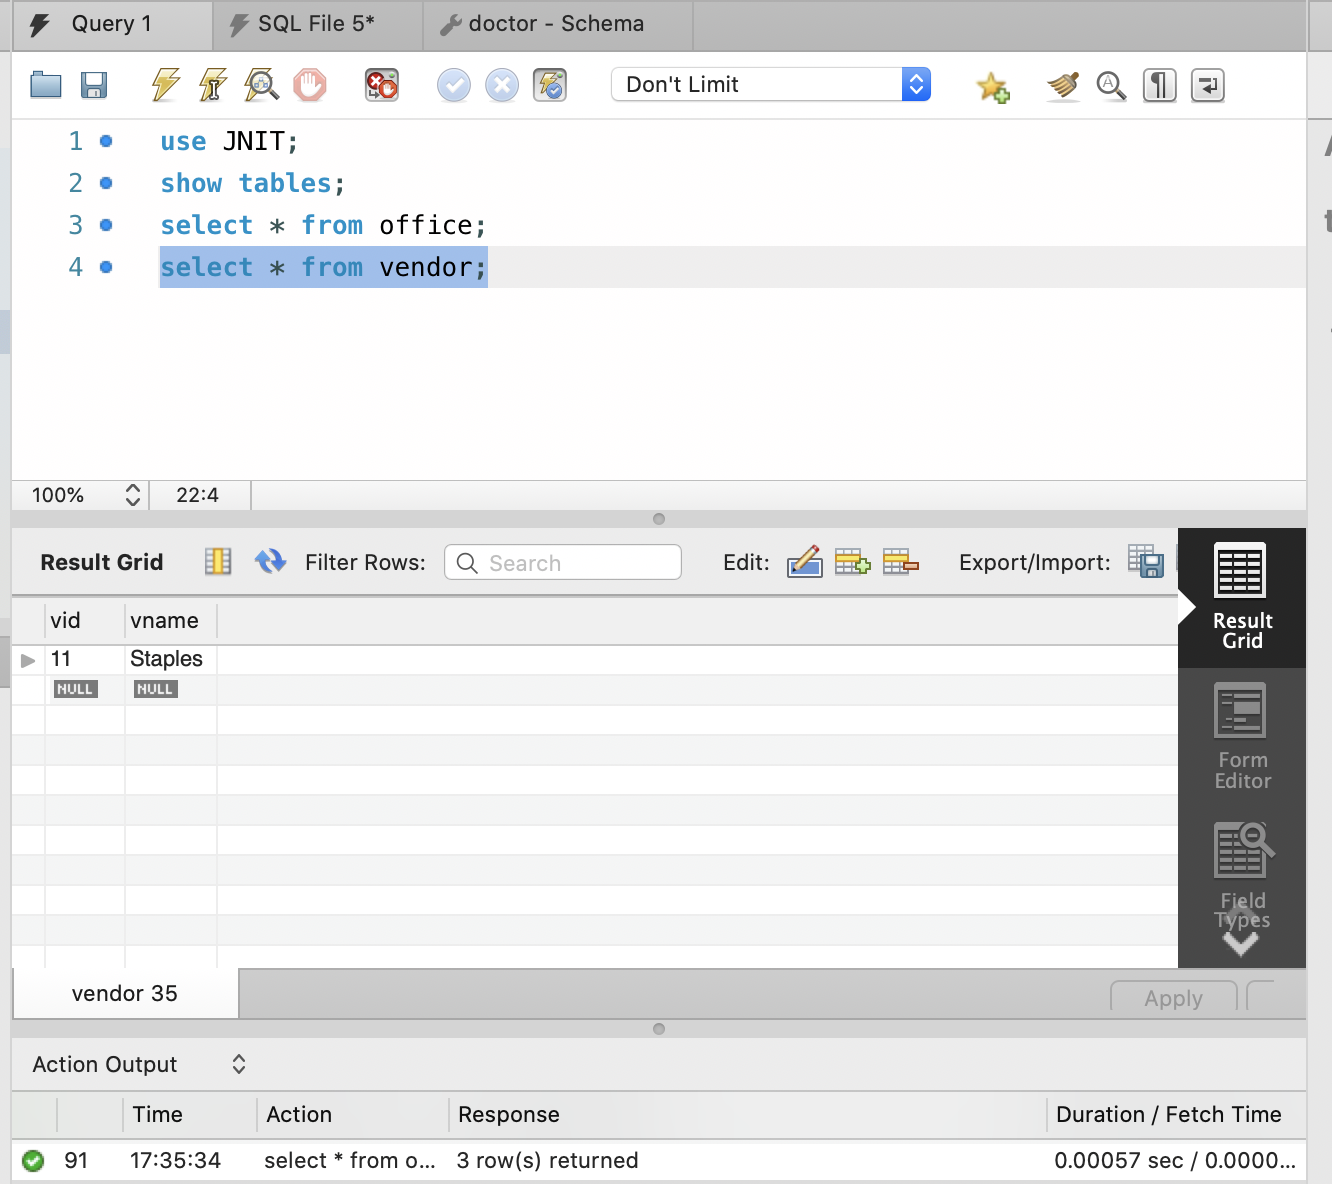 Query 1
SQL File 5*
doctor - Schema
Don't Limit
1 use JNIT;
2 show tables;
3 select * from office;
4 select * from vendor;
100% 22:4
Result Grid Filter Rows: Search Edit: Export/Import:
vid vname
11 Staples
NULL NULL
Result
Grid
Form
Editor
Field
Types
vendor 35
Apply
Action Output
Time Action Response Duration / Fetch Time
91 17:35:34 select * from o... 3 row(s) returned 0.00057 sec / 0.0000...